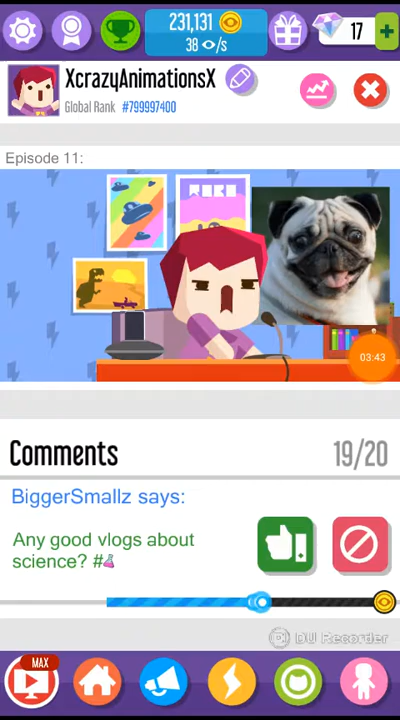 231,131
38 /s
17
XcrazyAnimationsX
Global Rank #799997400
Episode 11:
03:43
Comments 19/20
BiggerSmallz says:
Any good vlogs about
science? #
DU Recorder
MAX